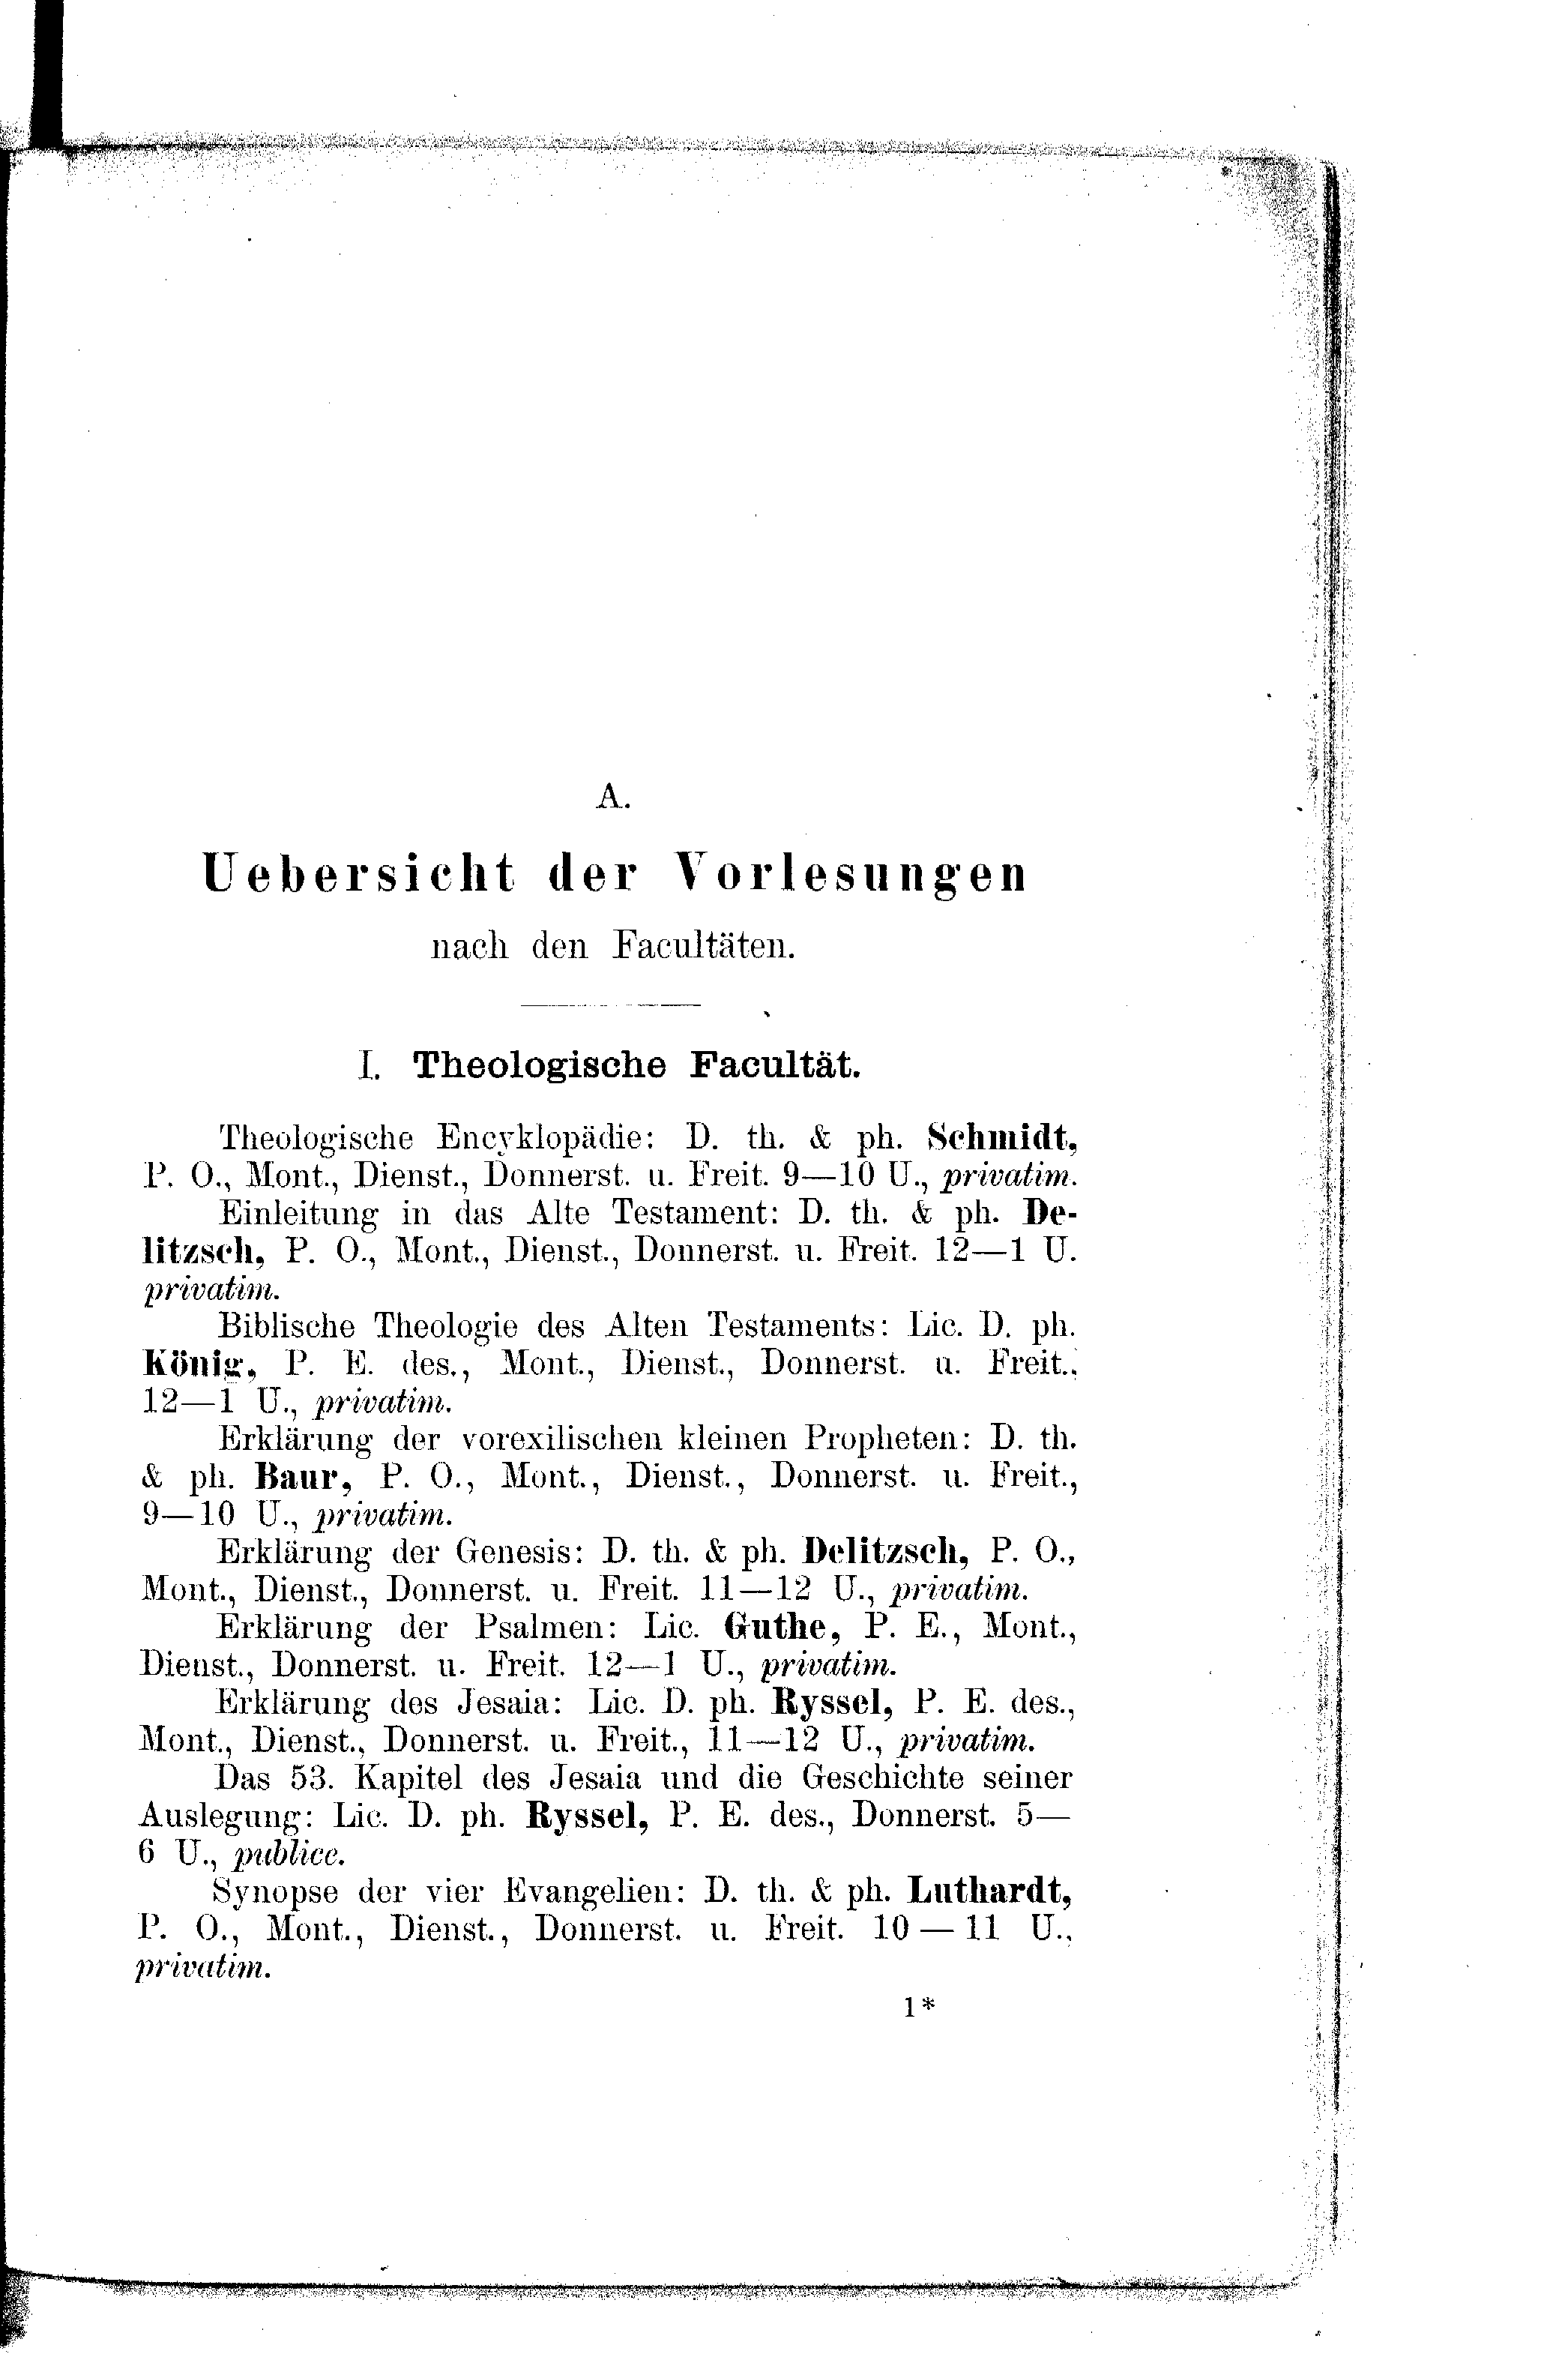 A.
Uebersicht der Vorlesungen
nach den Facultäten.
I. Theologische Facultät.
Theologische Encyklopädie: D. th. & ph. Schmidt,
P. O., Mont., Dienst., Donnerst. u. Freit. 9—10 U., privatim.
Einleitung in das Alte Testament: D. th. & ph. De-
litzsch, P. O., Mont., Dienst., Donnerst. u. Freit. 12—1 U.
privatim.
Biblische Theologie des Alten Testaments: Lic. D. ph.
König, P. E. des., Mont., Dienst., Donnerst. u. Freit.,
12—1 U., privatim.
Erklärung der vorexilischen kleinen Propheten: D. th.
& ph. Baur, P. O., Mont., Dienst., Donnerst. u. Freit.,
9—10 U., privatim.
Erklärung der Genesis: D. th. & ph. Delitzsch, P. O.,
Mont., Dienst., Donnerst. u. Freit. 11—12 U., privatim.
Erklärung der Psalmen: Lic. Guthe, P. E., Mont.,
Dienst., Donnerst. u. Freit. 12—1 U., privatim.
Erklärung des Jesaia: Lic. D. ph. Ryssel, P. E. des.,
Mont., Dienst., Donnerst. u. Freit., 11—12 U., privatim.
Das 53. Kapitel des Jesaia und die Geschichte seiner
Auslegung: Lic. D. ph. Ryssel, P. E. des., Donnerst. 5—
6 U., publice.
Synopse der vier Evangelien: D. th. & ph. Luthardt,
P. O., Mont., Dienst., Donnerst. u. Freit. 10—11 U.,
privatim.
1*